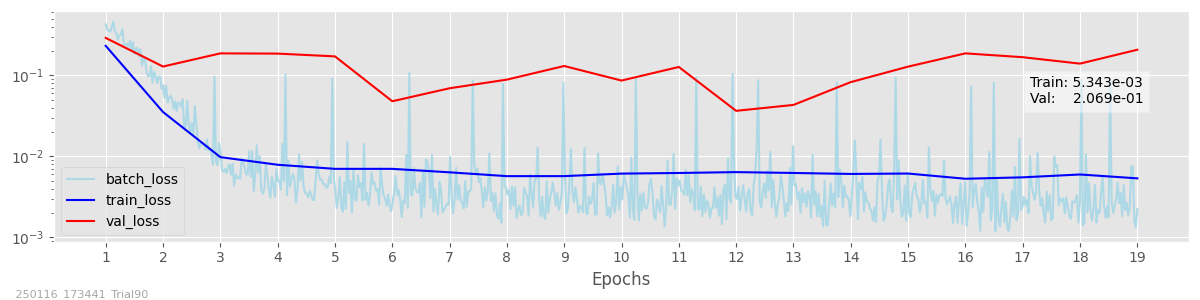 10⁻¹
10⁻²
10⁻³
Train: 5.343e-03
Val: 2.069e-01
batch_loss
train_loss
val_loss
1 2 3 4 5 6 7 8 9 10 11 12 13 14 15 16 17 18 19
Epochs
250116_173441_Trial90